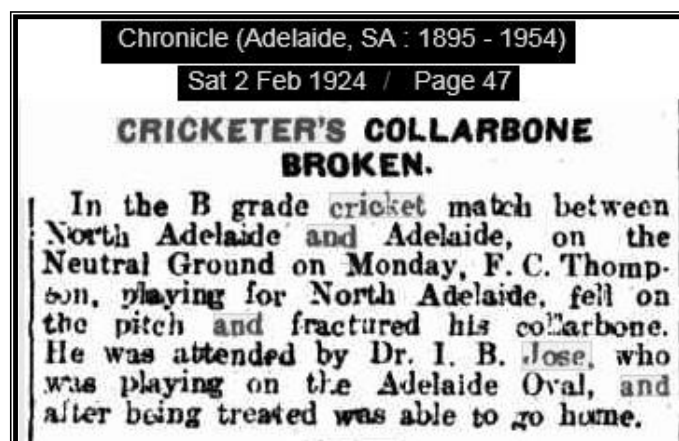 Chronicle (Adelaide, SA : 1895 - 1954)
Sat 2 Feb 1924 / Page 47
CRICKETER'S COLLARBONE
BROKEN.
In the B grade cricket match between
North Adelaide and Adelaide, on the
Neutral Ground on Monday, F. C. Thomp-
son, playing for North Adelaide, fell on
the pitch and fractured his collarbone.
He was attended by Dr. I. B. Jose, who
was playing on the Adelaide Oval, and
after being treated was able to go home.